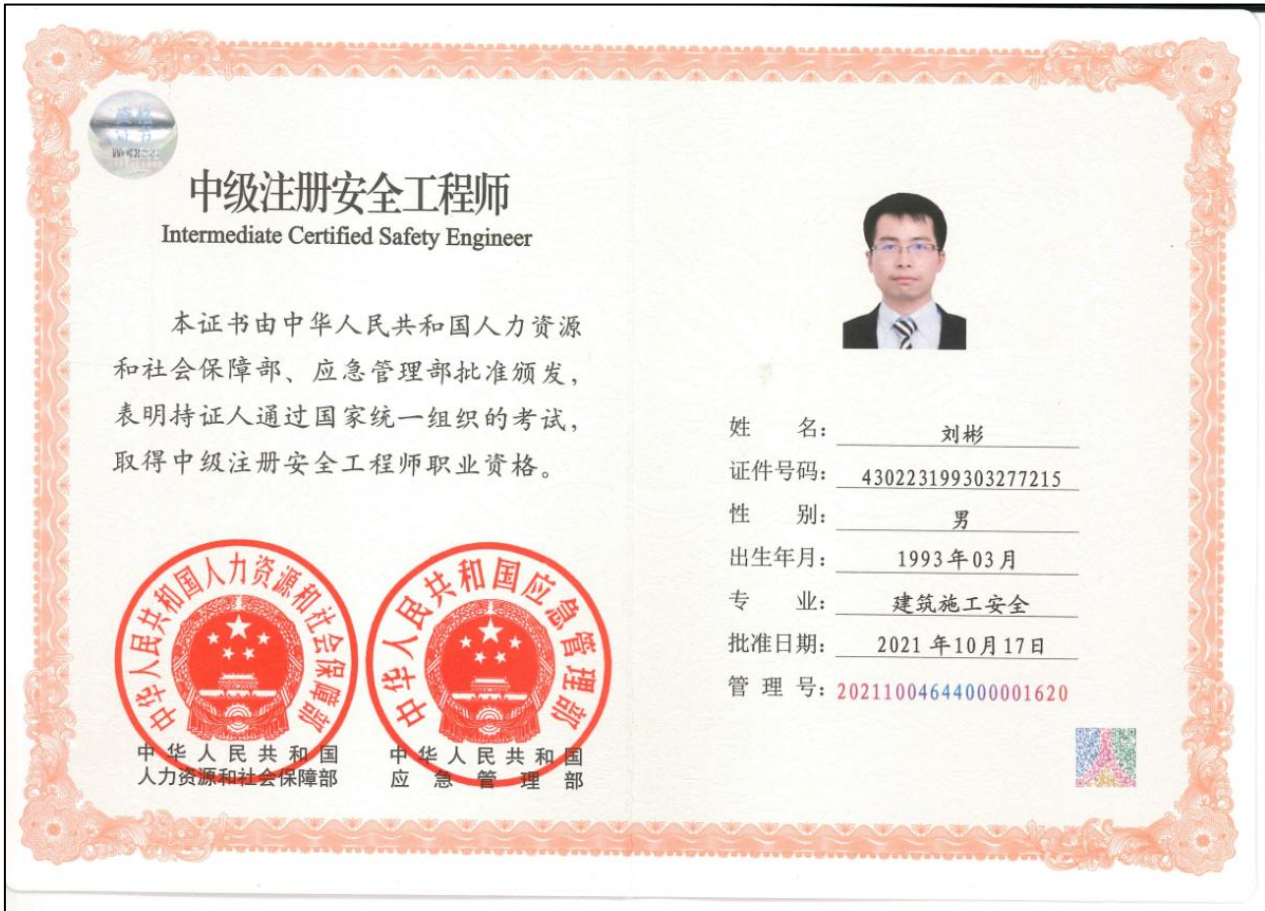 资格
证书
中级注册安全工程师
Intermediate Certified Safety Engineer
本证书由中华人民共和国人力资源
和社会保障部、应急管理部批准颁发，
表明持证人通过国家统一组织的考试，
取得中级注册安全工程师职业资格。
中华人民共和国人力资源和社会保障部
中华人民共和国
人力资源和社会保障部
中华人民共和国应急管理部
中华人民共和国
应急管理部
姓 名： 刘彬
证件号码： 430223199303277215
性 别： 男
出生年月： 1993年03月
专 业： 建筑施工安全
批准日期： 2021年10月17日
管 理 号： 20211004644000001620